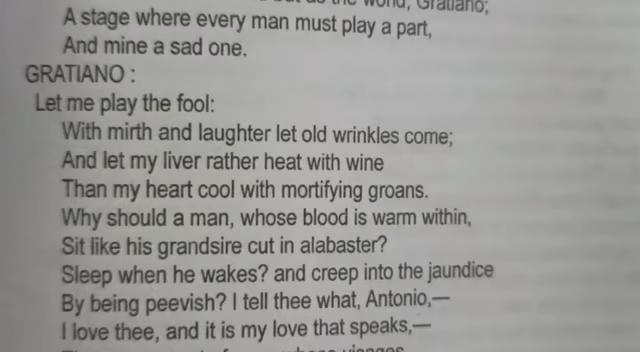 the world, Gratiano;
A stage where every man must play a part,
And mine a sad one.
GRATIANO :
Let me play the fool:
With mirth and laughter let old wrinkles come;
And let my liver rather heat with wine
Than my heart cool with mortifying groans.
Why should a man, whose blood is warm within,
Sit like his grandsire cut in alabaster?
Sleep when he wakes? and creep into the jaundice
By being peevish? I tell thee what, Antonio,—
I love thee, and it is my love that speaks,—